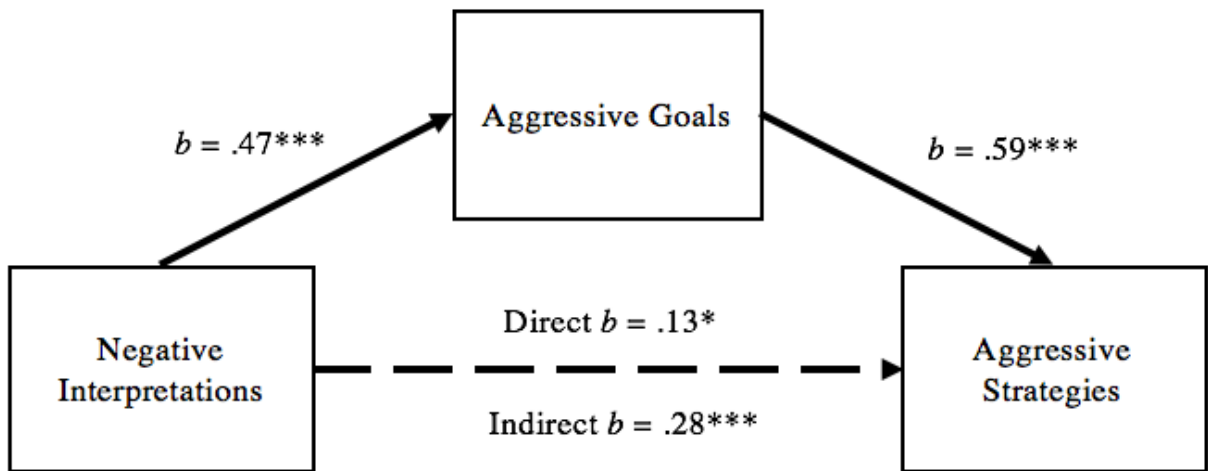 Aggressive Goals
b = .47***
b = .59***
Direct b = .13*
Negative
Interpretations
Aggressive
Strategies
Indirect b = .28***